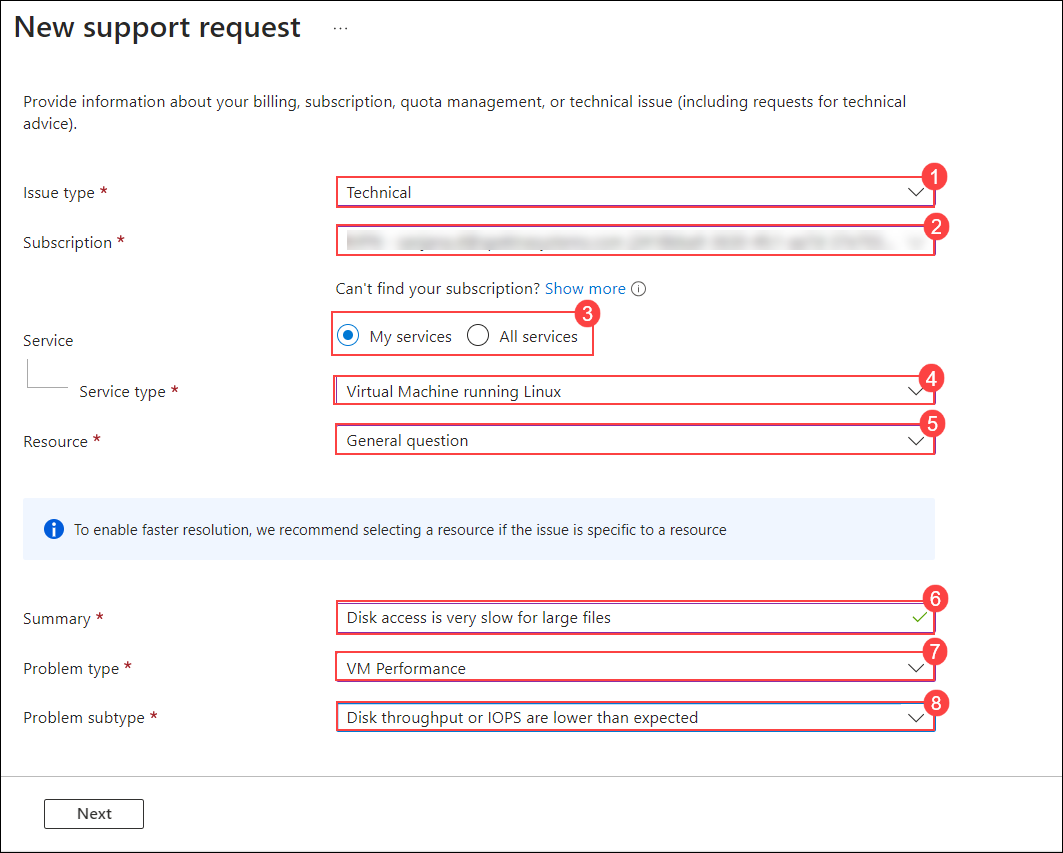 New support request ...
Provide information about your billing, subscription, quota management, or technical issue (including requests for technical
advice).
Issue type * Technical 1
Subscription * 2
Can't find your subscription? Show more
3
Service My services All services
Service type * Virtual Machine running Linux 4
Resource * General question 5
To enable faster resolution, we recommend selecting a resource if the issue is specific to a resource
Summary * Disk access is very slow for large files 6
Problem type * VM Performance 7
Problem subtype * Disk throughput or IOPS are lower than expected 8
Next